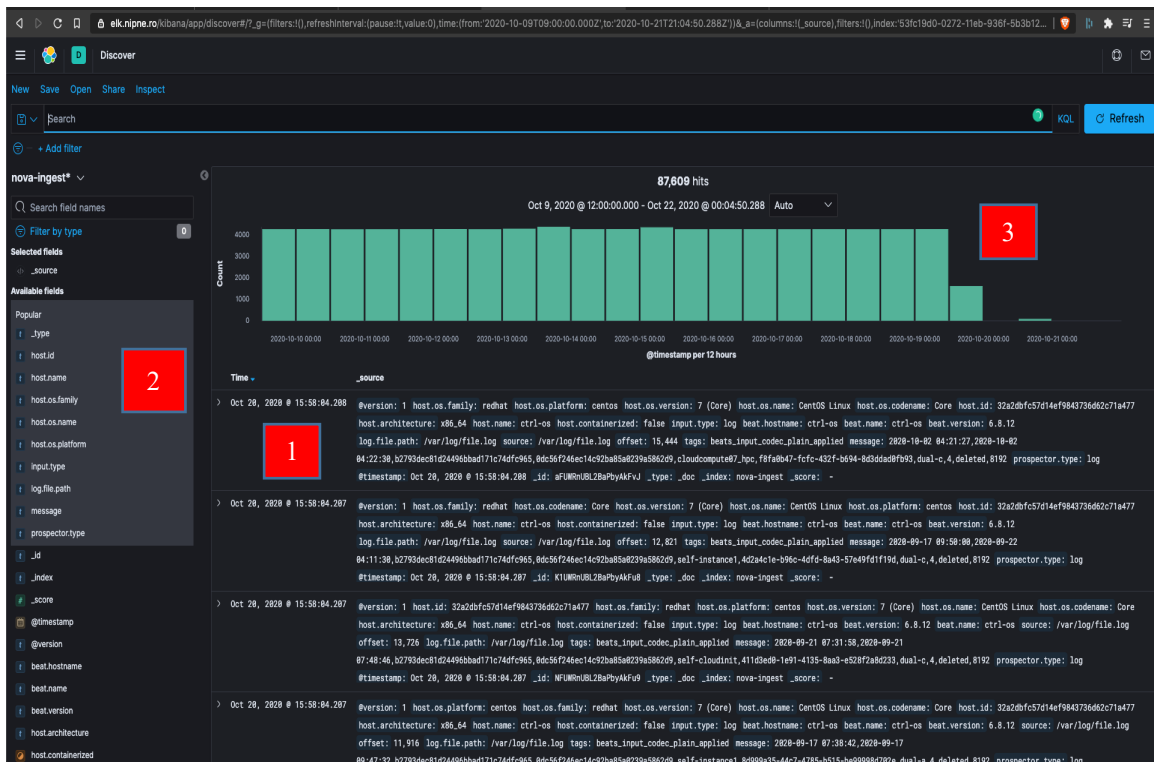 elk.nipne.ro/kibana/app/discover#/?_g=(filters:!(),refreshInterval:(pause:!t,value:0),time:(from:'2020-10-09T09:00:00.000Z',to:'2020-10-21T21:04:50.288Z'))&_a=(columns:!(_source),filters:!(),index:'53fc19d0-0272-11eb-936f-5b3b12...
D Discover
New Save Open Share Inspect
Search KQL Refresh
+ Add filter
nova-ingest*
Search field names
Filter by type 0
Selected fields
_source
Available fields
Popular
t _type
t host.id
t host.name
t host.os.family
t host.os.name
t host.os.platform
t input.type
t log.file.path
t message
t prospector.type
t _id
t _index
# _score
@timestamp
t @version
t beat.hostname
t beat.name
t beat.version
t host.architecture
host.containerized
2
87,609 hits
Oct 9, 2020 @ 12:00:00.000 - Oct 22, 2020 @ 00:04:50.288 Auto
3
Count
4000
3000
2000
1000
0
2020-10-10 00:00 2020-10-11 00:00 2020-10-12 00:00 2020-10-13 00:00 2020-10-14 00:00 2020-10-15 00:00 2020-10-16 00:00 2020-10-17 00:00 2020-10-18 00:00 2020-10-19 00:00 2020-10-20 00:00 2020-10-21 00:00
@timestamp per 12 hours
Time _source
1
Oct 20, 2020 @ 15:58:04.208 @version: 1 host.os.family: redhat host.os.platform: centos host.os.version: 7 (Core) host.os.name: CentOS Linux host.os.codename: Core host.id: 32a2dbfc57d14ef9843736d62c71a477
host.architecture: x86_64 host.name: ctrl-os host.containerized: false input.type: log beat.hostname: ctrl-os beat.name: ctrl-os beat.version: 6.8.12
log.file.path: /var/log/file.log source: /var/log/file.log offset: 15,444 tags: beats_input_codec_plain_applied message: 2020-10-02 04:21:27,2020-10-02
04:22:30,b2793dec81d24496bbad171c74dfc965,0dc56f246ec14c92ba85a0239a5862d9,cloudcompute07_hpc,f8fa0b47-fcfc-432f-b694-8d3ddad0fb93,dual-c,4,deleted,8192 prospector.type: log
@timestamp: Oct 20, 2020 @ 15:58:04.208 _id: aFUWRnUBL2BaPbyAkFvJ _type: _doc _index: nova-ingest _score: -
Oct 20, 2020 @ 15:58:04.207 @version: 1 host.os.family: redhat host.os.codename: Core host.os.version: 7 (Core) host.os.name: CentOS Linux host.os.platform: centos host.id: 32a2dbfc57d14ef9843736d62c71a477
host.architecture: x86_64 host.name: ctrl-os host.containerized: false input.type: log beat.hostname: ctrl-os beat.name: ctrl-os beat.version: 6.8.12
log.file.path: /var/log/file.log source: /var/log/file.log offset: 12,821 tags: beats_input_codec_plain_applied message: 2020-09-17 09:50:00,2020-09-22
04:11:30,b2793dec81d24496bbad171c74dfc965,0dc56f246ec14c92ba85a0239a5862d9,self-instance1,4d2a4c1e-b96c-4dfd-8a43-57e49fd1f19d,dual-c,4,deleted,8192 prospector.type: log
@timestamp: Oct 20, 2020 @ 15:58:04.207 _id: K1UWRnUBL2BaPbyAkFu8 _type: _doc _index: nova-ingest _score: -
Oct 20, 2020 @ 15:58:04.207 @version: 1 host.id: 32a2dbfc57d14ef9843736d62c71a477 host.os.family: redhat host.os.platform: centos host.os.version: 7 (Core) host.os.name: CentOS Linux host.os.codename: Core
host.architecture: x86_64 host.name: ctrl-os host.containerized: false input.type: log beat.hostname: ctrl-os beat.version: 6.8.12 beat.name: ctrl-os source: /var/log/file.log
offset: 13,726 log.file.path: /var/log/file.log tags: beats_input_codec_plain_applied message: 2020-09-21 07:31:58,2020-09-21
07:48:46,b2793dec81d24496bbad171c74dfc965,0dc56f246ec14c92ba85a0239a5862d9,self-cloudinit,411d3ed0-1e91-4135-8aa3-e528f2a8d233,dual-c,4,deleted,8192 prospector.type: log
@timestamp: Oct 20, 2020 @ 15:58:04.207 _id: NFUWRnUBL2BaPbyAkFu9 _type: _doc _index: nova-ingest _score: -
Oct 20, 2020 @ 15:58:04.207 @version: 1 host.os.platform: centos host.os.family: redhat host.os.version: 7 (Core) host.os.name: CentOS Linux host.os.codename: Core host.id: 32a2dbfc57d14ef9843736d62c71a477
host.architecture: x86_64 host.name: ctrl-os host.containerized: false input.type: log beat.hostname: ctrl-os beat.name: ctrl-os beat.version: 6.8.12 source: /var/log/file.log
offset: 11,916 log.file.path: /var/log/file.log tags: beats_input_codec_plain_applied message: 2020-09-17 07:38:42,2020-09-17